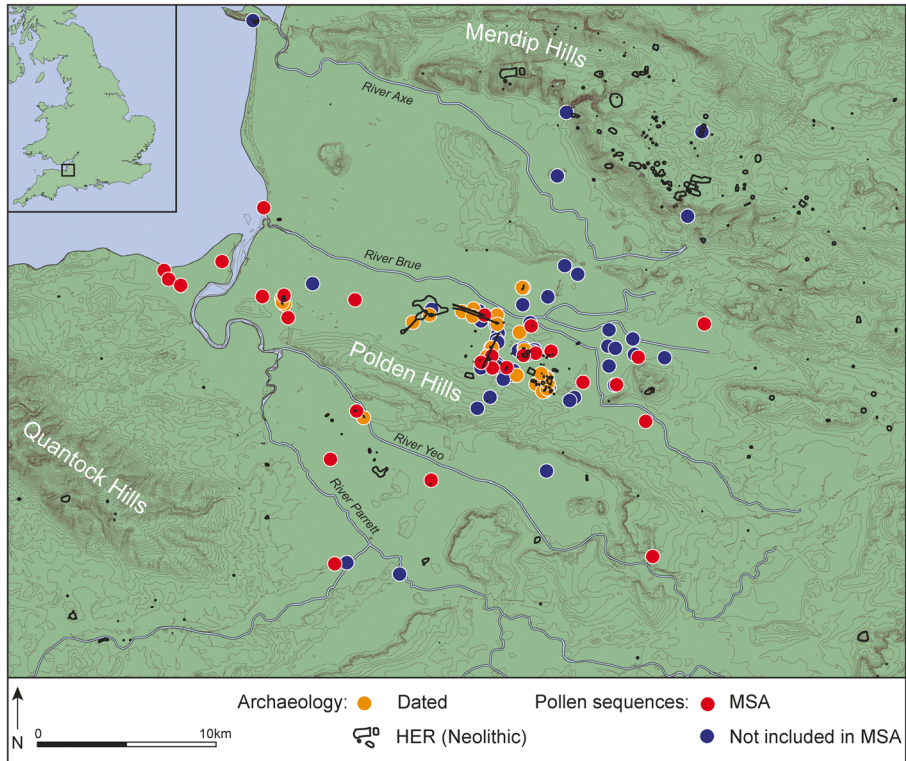 Mendip Hills
River Axe
River Brue
Polden Hills
River Yeo
Quantock Hills
River Parrett
Archaeology: Dated Pollen sequences: MSA
HER (Neolithic) Not included in MSA
N 0 10km